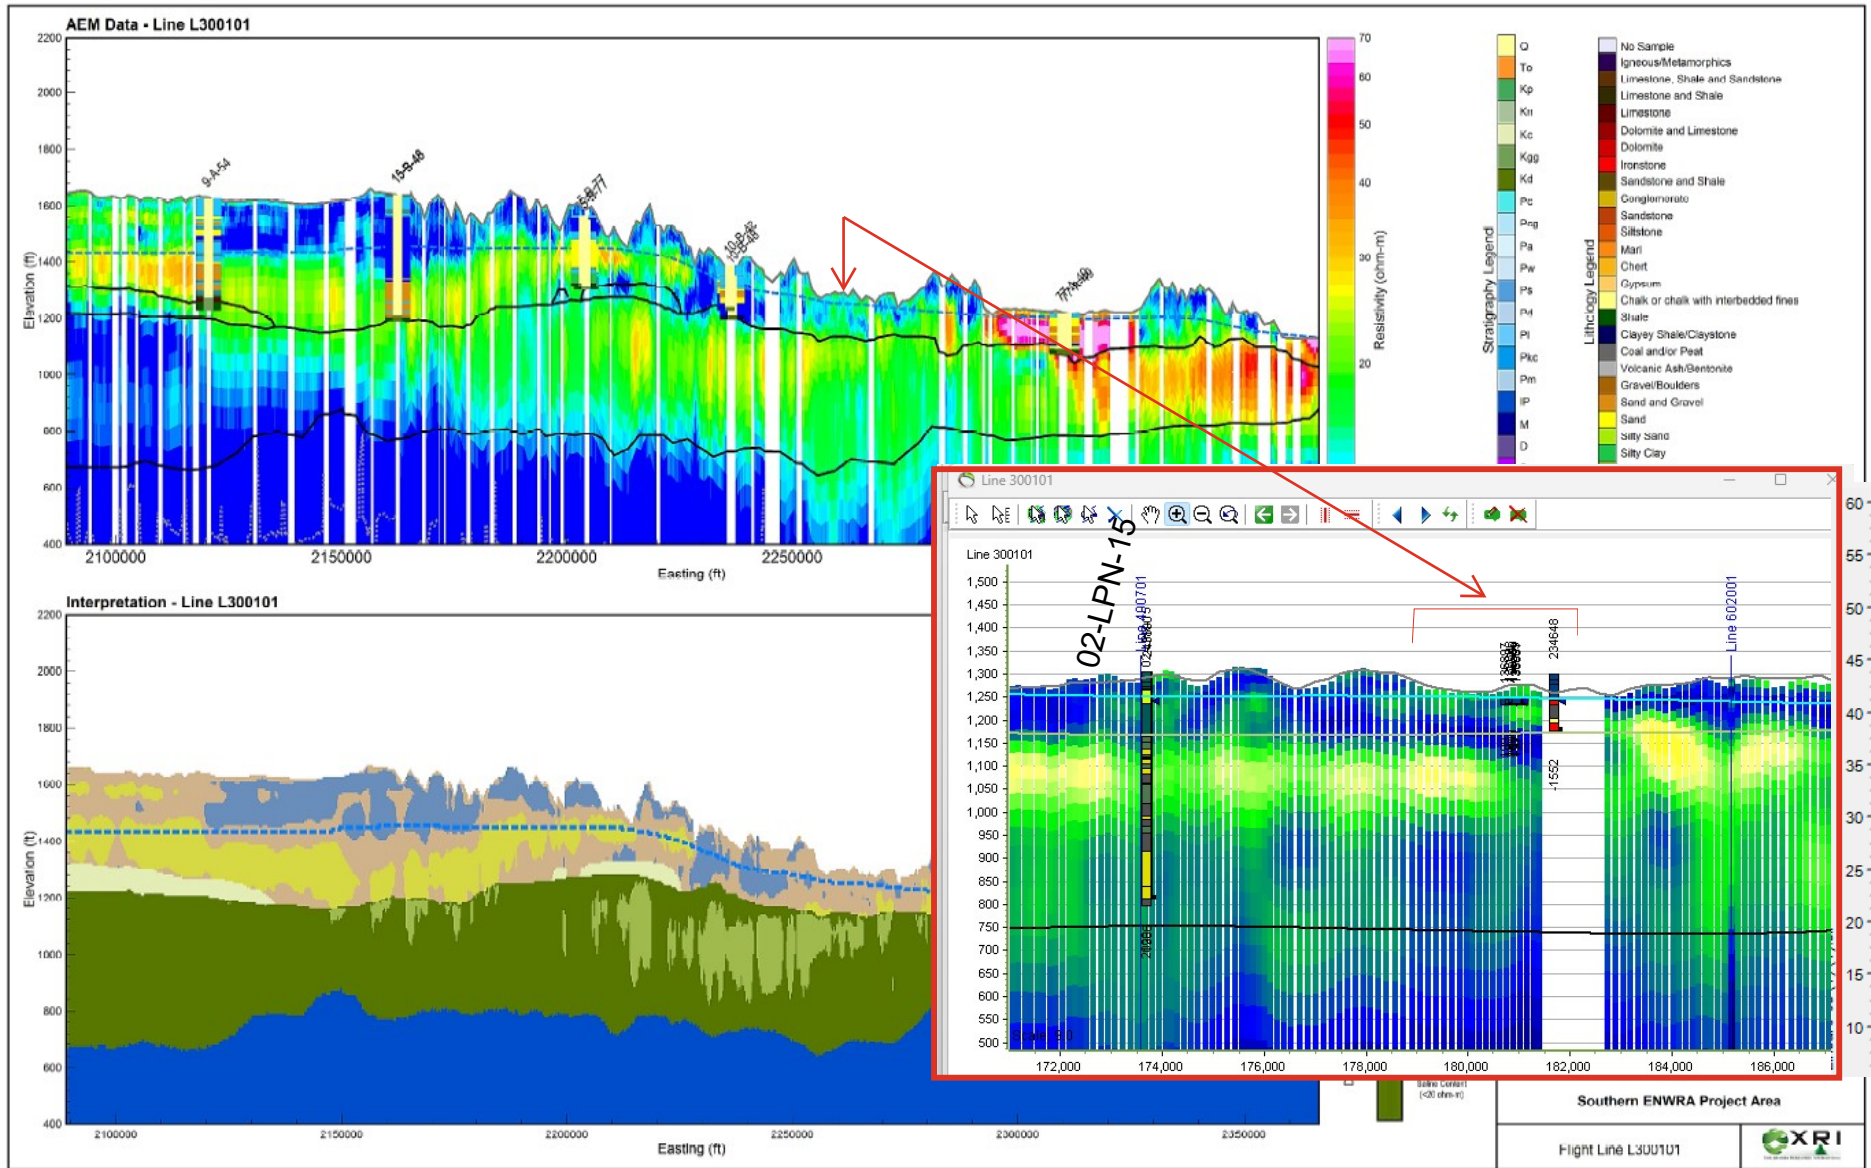 AEM Data - Line L300101
2200
2000
1800
1600
1400
1200
1000
800
600
400
Elevation (ft)
9-A-54
15-B-48
10-B-42
2100000
2150000
2200000
2250000
Easting (ft)
70
60
50
40
30
20
Resistivity (ohm-m)
Stratigraphy Legend
Q
To
Kp
Kn
Kc
Kgg
Kd
Pc
Png
Pa
Pw
Ps
Pd
Pl
Pkc
Pm
IP
M
D
Lithology Legend
No Sample
Igneous/Metamorphics
Limestone, Shale and Sandstone
Limestone and Shale
Limestone
Dolomite and Limestone
Dolomite
Ironstone
Sandstone and Shale
Conglomerate
Sandstone
Siltstone
Marl
Chert
Gypsum
Chalk or chalk with interbedded fines
Shale
Clayey Shale/Claystone
Coal and/or Peat
Volcanic Ash/Bentonite
Gravel/Boulders
Sand and Gravel
Sand
Silty Sand
Silty Clay
Line 300101
Line 300101
02-LPN-15
1,500
1,450
1,400
1,350
1,300
1,250
1,200
1,150
1,100
1,050
1,000
950
900
850
800
750
700
650
600
550
500
234648
-1552
Line 602001
172,000
174,000
176,000
178,000
180,000
182,000
184,000
186,000
60
55
50
45
40
35
30
25
20
15
10
Interpretation - Line L300101
2200
2000
1800
1600
1400
1200
1000
800
600
400
Elevation (ft)
2100000
2150000
2200000
2250000
2300000
2350000
Easting (ft)
Saline Content
(<20 ohm-m)
Southern ENWRA Project Area
Flight Line L300101
XRI